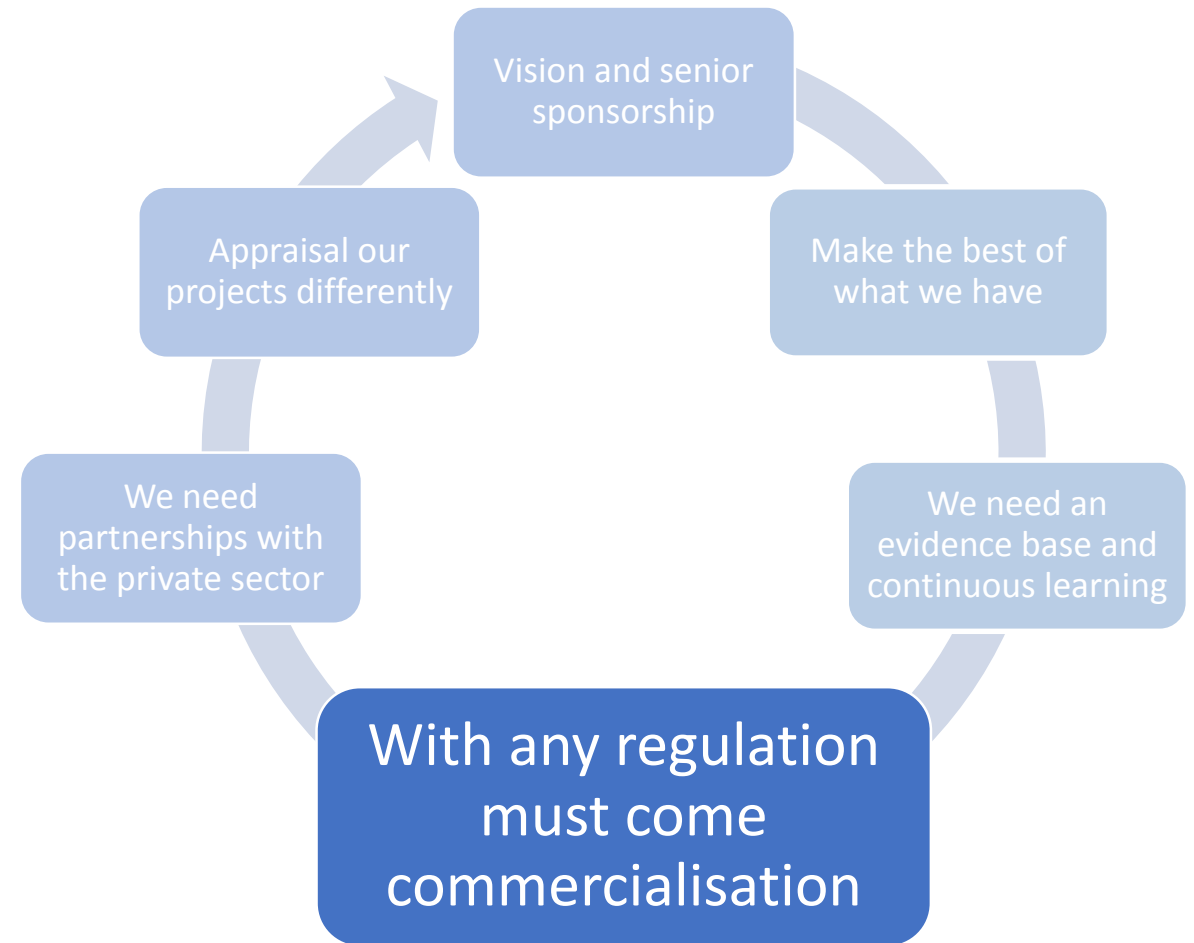 Vision and senior
sponsorship
Make the best of
what we have
We need an
evidence base and
continuous learning
With any regulation
must come
commercialisation
We need
partnerships with
the private sector
Appraisal our
projects differently